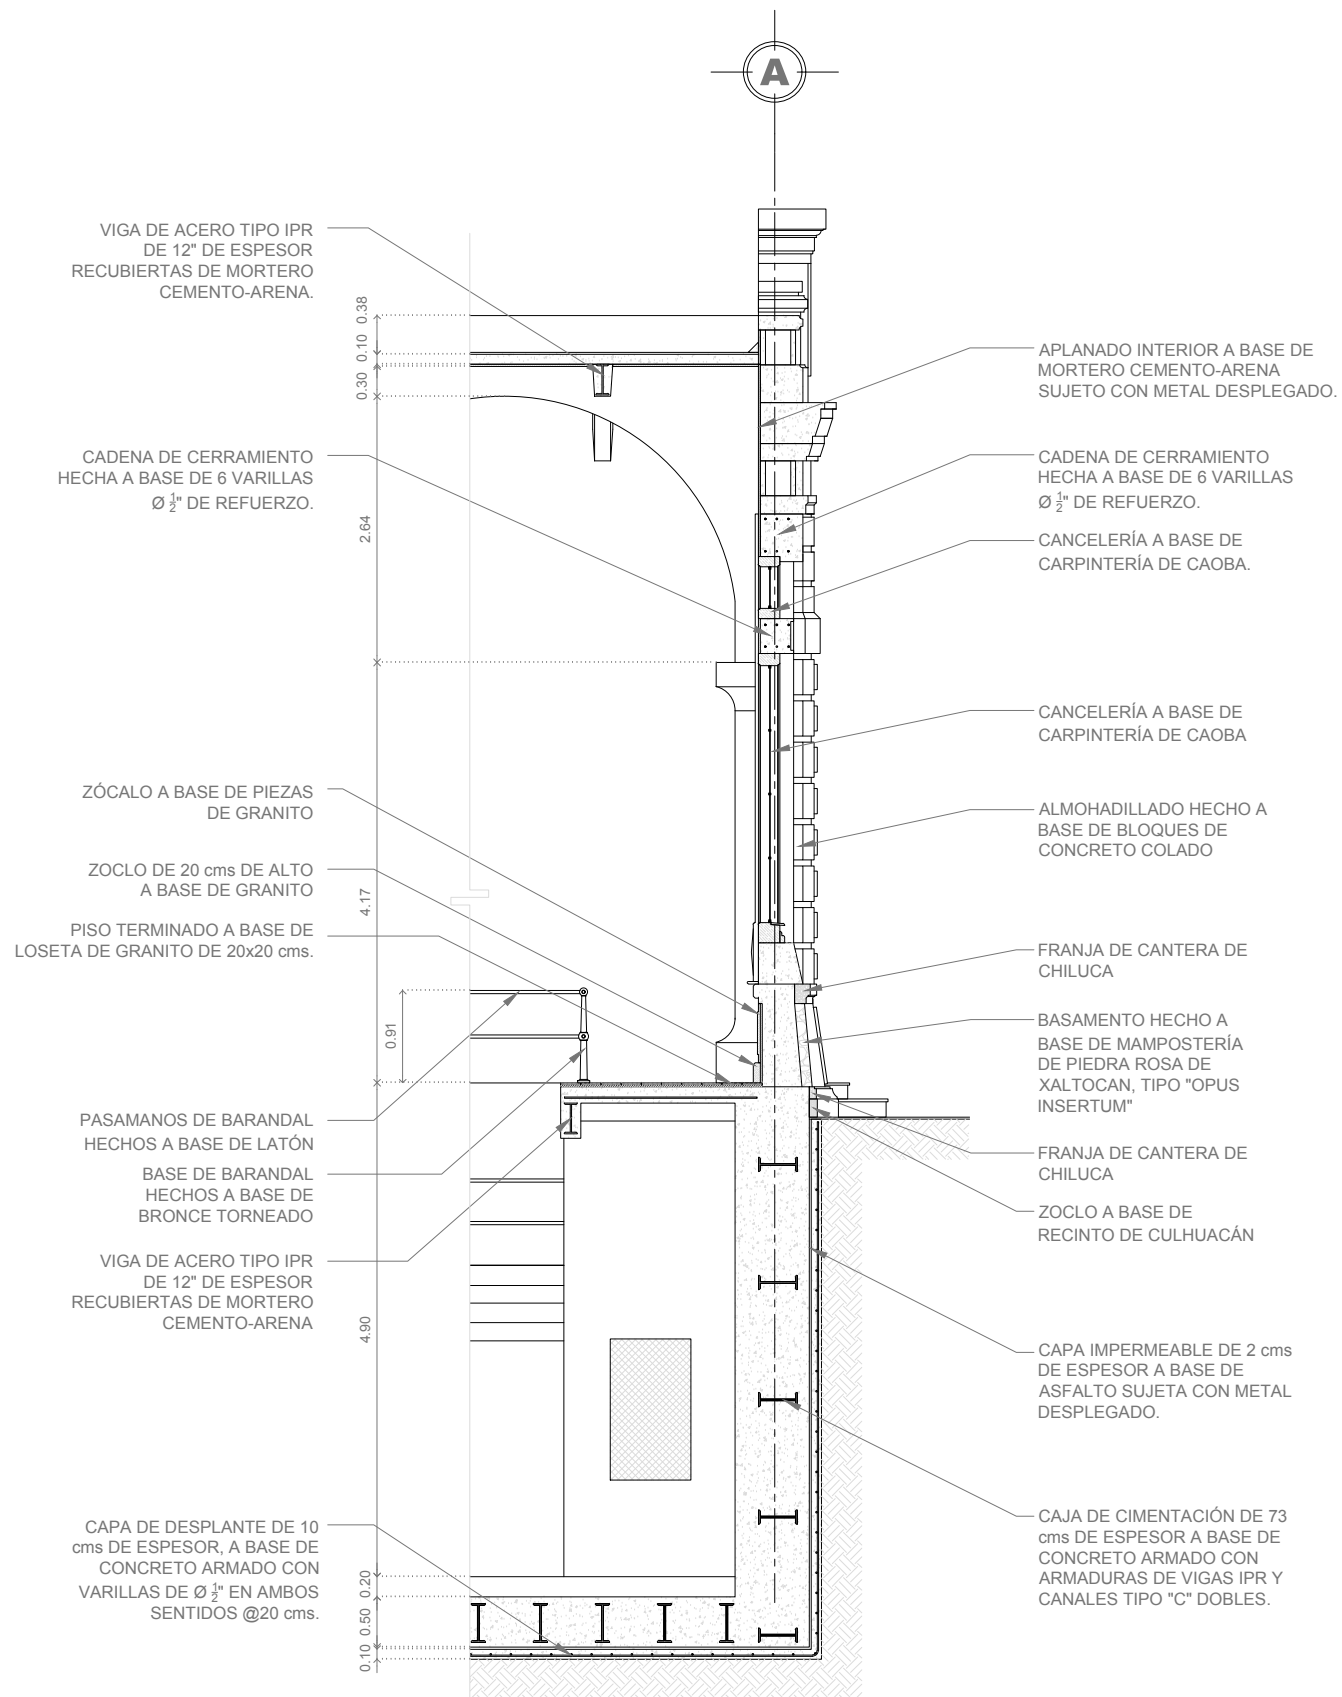 A
VIGA DE ACERO TIPO IPR
DE 12" DE ESPESOR
RECUBIERTAS DE MORTERO
CEMENTO-ARENA.
CADENA DE CERRAMIENTO
HECHA A BASE DE 6 VARILLAS
Ø ½" DE REFUERZO.
ZÓCALO A BASE DE PIEZAS
DE GRANITO
ZOCLO DE 20 cms DE ALTO
A BASE DE GRANITO
PISO TERMINADO A BASE DE
LOSETA DE GRANITO DE 20x20 cms.
PASAMANOS DE BARANDAL
HECHOS A BASE DE LATÓN
BASE DE BARANDAL
HECHOS A BASE DE
BRONCE TORNEADO
VIGA DE ACERO TIPO IPR
DE 12" DE ESPESOR
RECUBIERTAS DE MORTERO
CEMENTO-ARENA
CAPA DE DESPLANTE DE 10
cms DE ESPESOR, A BASE DE
CONCRETO ARMADO CON
VARILLAS DE Ø ½" EN AMBOS
SENTIDOS @20 cms.
0.38
0.10
0.30
2.64
4.17
0.91
4.90
0.20
0.50
0.10
APLANADO INTERIOR A BASE DE
MORTERO CEMENTO-ARENA
SUJETO CON METAL DESPLEGADO.
CADENA DE CERRAMIENTO
HECHA A BASE DE 6 VARILLAS
Ø ½" DE REFUERZO.
CANCELERÍA A BASE DE
CARPINTERÍA DE CAOBA.
CANCELERÍA A BASE DE
CARPINTERÍA DE CAOBA
ALMOHADILLADO HECHO A
BASE DE BLOQUES DE
CONCRETO COLADO
FRANJA DE CANTERA DE
CHILUCA
BASAMENTO HECHO A
BASE DE MAMPOSTERÍA
DE PIEDRA ROSA DE
XALTOCAN, TIPO "OPUS
INSERTUM"
FRANJA DE CANTERA DE
CHILUCA
ZOCLO A BASE DE
RECINTO DE CULHUACÁN
CAPA IMPERMEABLE DE 2 cms
DE ESPESOR A BASE DE
ASFALTO SUJETA CON METAL
DESPLEGADO.
CAJA DE CIMENTACIÓN DE 73
cms DE ESPESOR A BASE DE
CONCRETO ARMADO CON
ARMADURAS DE VIGAS IPR Y
CANALES TIPO "C" DOBLES.